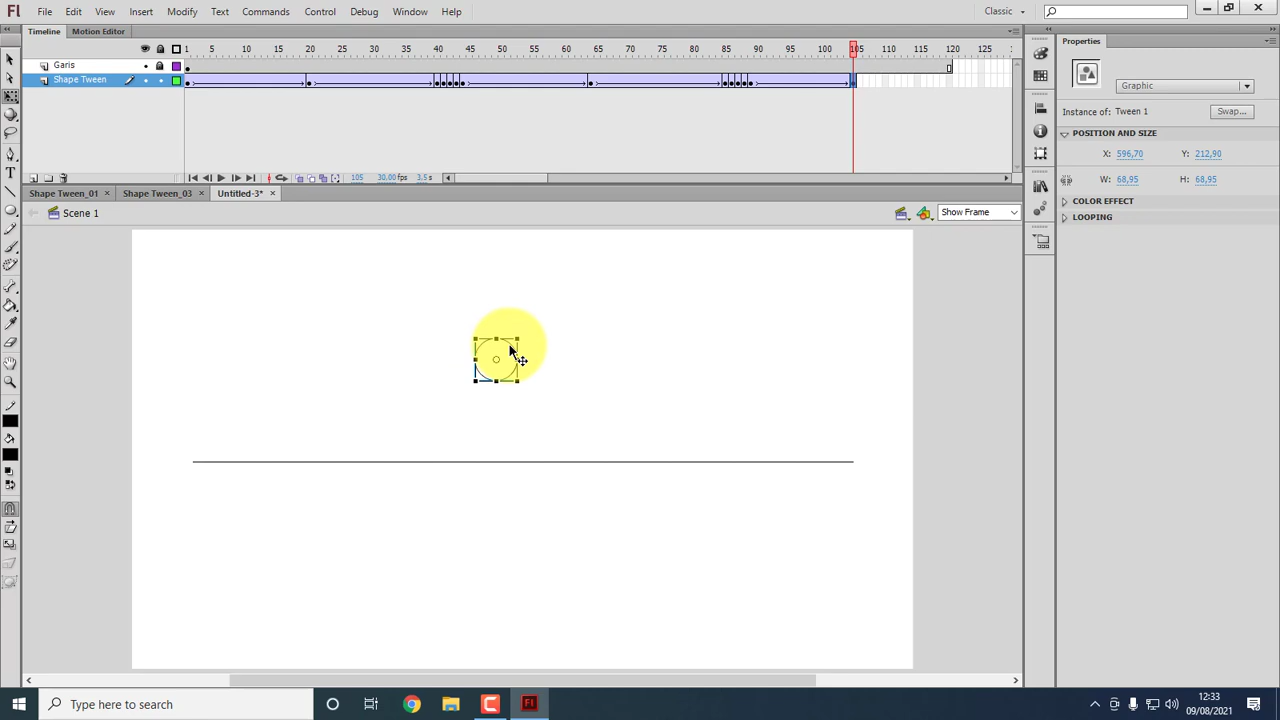 Fl File Edit View Insert Modify Text Commands Control Debug Window Help Classic
Timeline Motion Editor
1 5 10 15 20 25 30 35 40 45 50 55 60 65 70 75 80 85 90 95 100 105 110 115 120 125
Garis
Shape Tween
105 30,00 fps 3,5 s
Shape Tween_01 × Shape Tween_03 × Untitled-3* ×
Scene 1 Show Frame
Properties
Graphic
Instance of: Tween 1 Swap...
POSITION AND SIZE
X: 596,70 Y: 212,90
W: 68,95 H: 68,95
COLOR EFFECT
LOOPING
Type here to search
Fl
12:33
09/08/2021